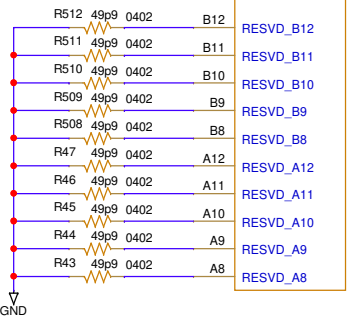 R512 49p9 0402 B12 RESVD_B12
R511 49p9 0402 B11 RESVD_B11
R510 49p9 0402 B10 RESVD_B10
R509 49p9 0402 B9 RESVD_B9
R508 49p9 0402 B8 RESVD_B8
R47 49p9 0402 A12 RESVD_A12
R46 49p9 0402 A11 RESVD_A11
R45 49p9 0402 A10 RESVD_A10
R44 49p9 0402 A9 RESVD_A9
R43 49p9 0402 A8 RESVD_A8
GND